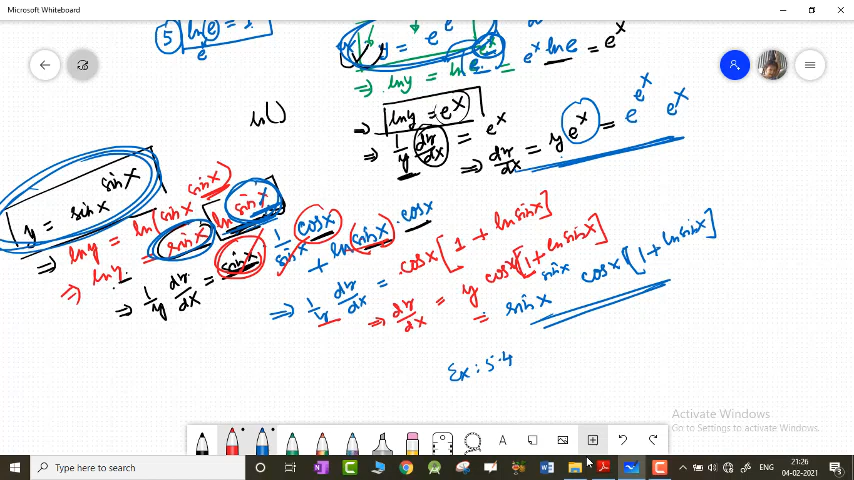 Microsoft Whiteboard
5 ln(e) = 1
e
y = e^{e^x}
⇒ ln y = ln e^{e^x}
e^x ln e = e^x
⇒ ln y = e^x
ln( )
⇒ 1/y dy/dx = e^x
⇒ dy/dx = y e^x = e^{e^x} e^x
y = sin x^{sin x}
⇒ ln y = ln(sin x^{sin x})
⇒ ln y = sin x ln sin x
⇒ 1/y dy/dx = sin x 1/sin x cos x + ln sin x cos x
⇒ 1/y dy/dx = cos x [1 + ln sin x]
⇒ dy/dx = y cos x [1 + ln sin x]
= sin x^{sin x} cos x [1 + ln sin x]
Ex : 5.4
Activate Windows
Go to Settings to activate Windows.
Type here to search
ENG
21:26
04-02-2021